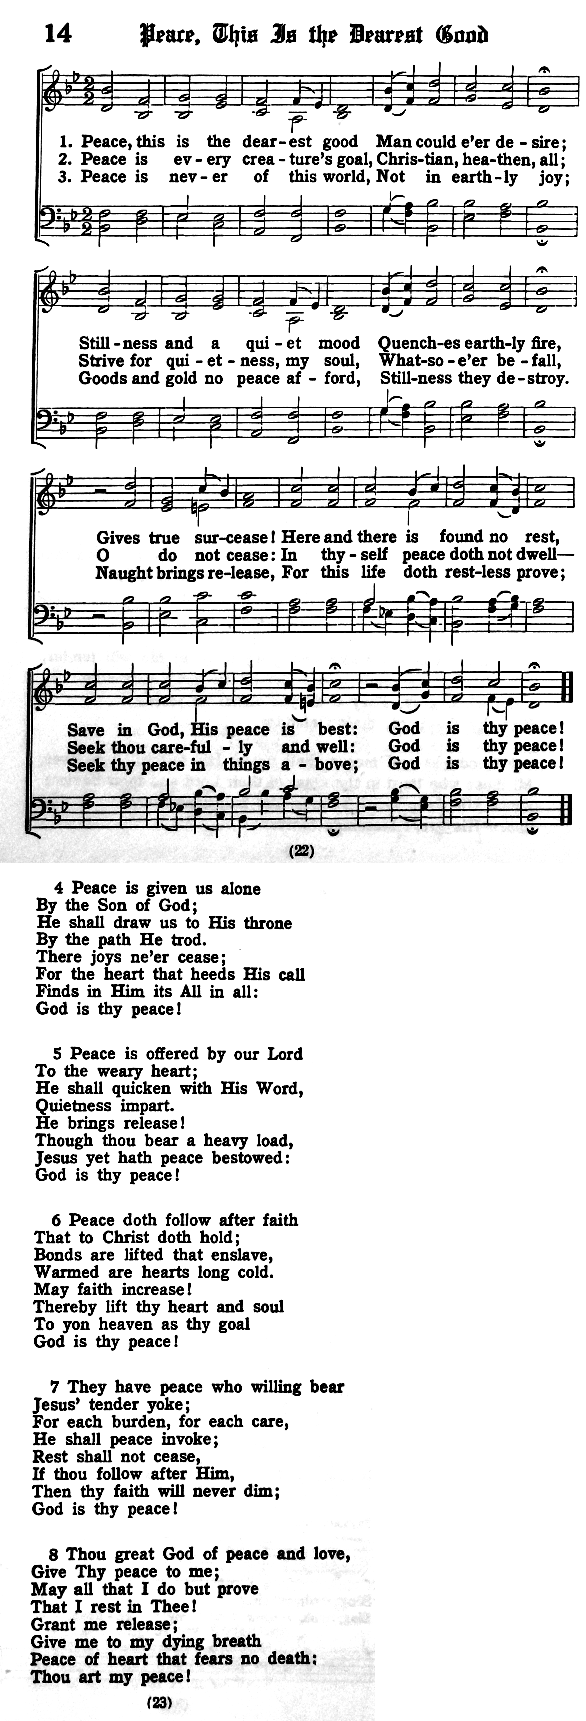 14 Peace, This Is the Dearest Good
1. Peace, this is the dear-est good Man could e'er de-sire;
2. Peace is ev-ery crea-ture's goal, Chris-tian, hea-then, all;
3. Peace is nev-er of this world, Not in earth-ly joy;
Still-ness and a qui-et mood Quench-es earth-ly fire,
Strive for qui-et-ness, my soul, What-so-e'er be-fall,
Goods and gold no peace af-ford, Still-ness they de-stroy.
Gives true sur-cease! Here and there is found no rest,
O do not cease: In thy-self peace doth not dwell—
Naught brings re-lease, For this life doth rest-less prove;
Save in God, His peace is best: God is thy peace!
Seek thou care-ful-ly and well: God is thy peace!
Seek thy peace in things a-bove; God is thy peace!
(22)
4 Peace is given us alone
By the Son of God;
He shall draw us to His throne
By the path He trod.
There joys ne'er cease;
For the heart that heeds His call
Finds in Him its All in all:
God is thy peace!
5 Peace is offered by our Lord
To the weary heart;
He shall quicken with His Word,
Quietness impart.
He brings release!
Though thou bear a heavy load,
Jesus yet hath peace bestowed:
God is thy peace!
6 Peace doth follow after faith
That to Christ doth hold;
Bonds are lifted that enslave,
Warmed are hearts long cold.
May faith increase!
Thereby lift thy heart and soul
To yon heaven as thy goal
God is thy peace!
7 They have peace who willing bear
Jesus' tender yoke;
For each burden, for each care,
He shall peace invoke;
Rest shall not cease,
If thou follow after Him,
Then thy faith will never dim;
God is thy peace!
8 Thou great God of peace and love,
Give Thy peace to me;
May all that I do but prove
That I rest in Thee!
Grant me release;
Give me to my dying breath
Peace of heart that fears no death:
Thou art my peace!
(23)